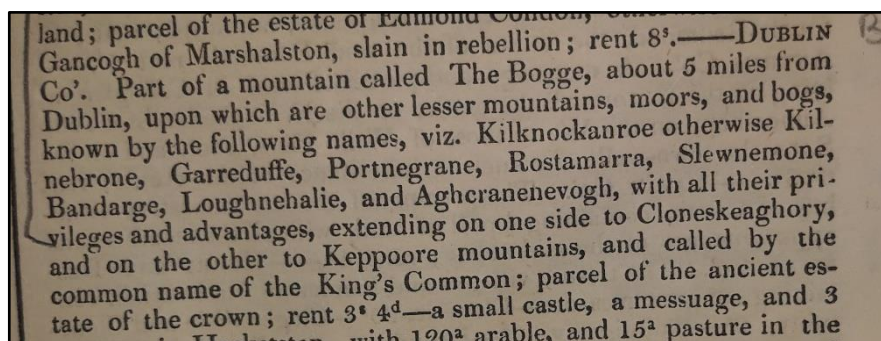 land; parcel of the estate of Edmond Condon,
Gancogh of Marshalston, slain in rebellion; rent 8ˢ.——DUBLIN
Coʼ. Part of a mountain called The Bogge, about 5 miles from
Dublin, upon which are other lesser mountains, moors, and bogs,
known by the following names, viz. Kilknockanroe otherwise Kil-
nebrone, Garreduffe, Portnegrane, Rostamarra, Slewnemone,
Bandarge, Loughnehalie, and Aghcranenevogh, with all their pri-
vileges and advantages, extending on one side to Cloneskeaghory,
and on the other to Keppoore mountains, and called by the
common name of the King's Common; parcel of the ancient es-
tate of the crown; rent 3ˢ 4ᵈ—a small castle, a messuage, and 3
with 120ᵃ arable, and 15ᵃ pasture in the